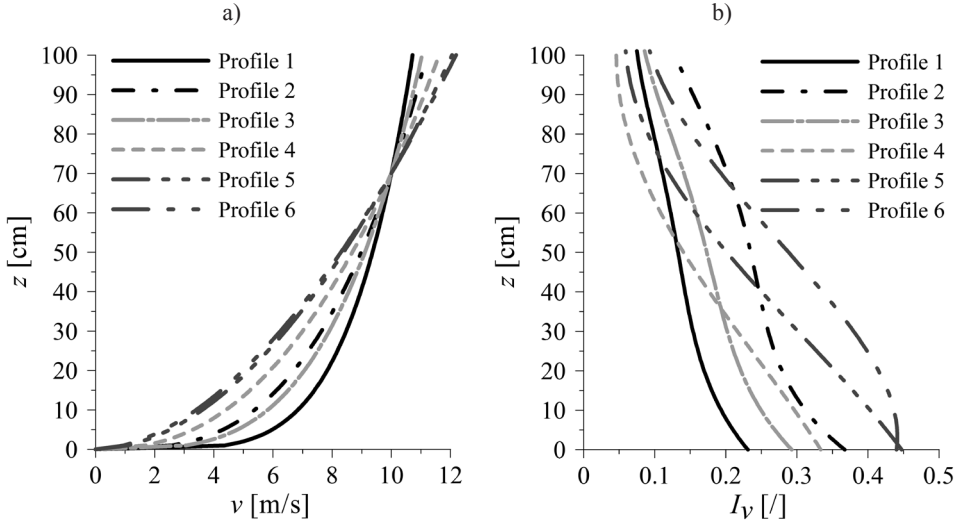 a)
100
90
80
70
60
50
40
30
20
10
0
z [cm]
Profile 1
Profile 2
Profile 3
Profile 4
Profile 5
Profile 6
0 2 4 6 8 10 12
v [m/s]
b)
100
90
80
70
60
50
40
30
20
10
0
z [cm]
Profile 1
Profile 2
Profile 3
Profile 4
Profile 5
Profile 6
0 0.1 0.2 0.3 0.4 0.5
Iv [/]